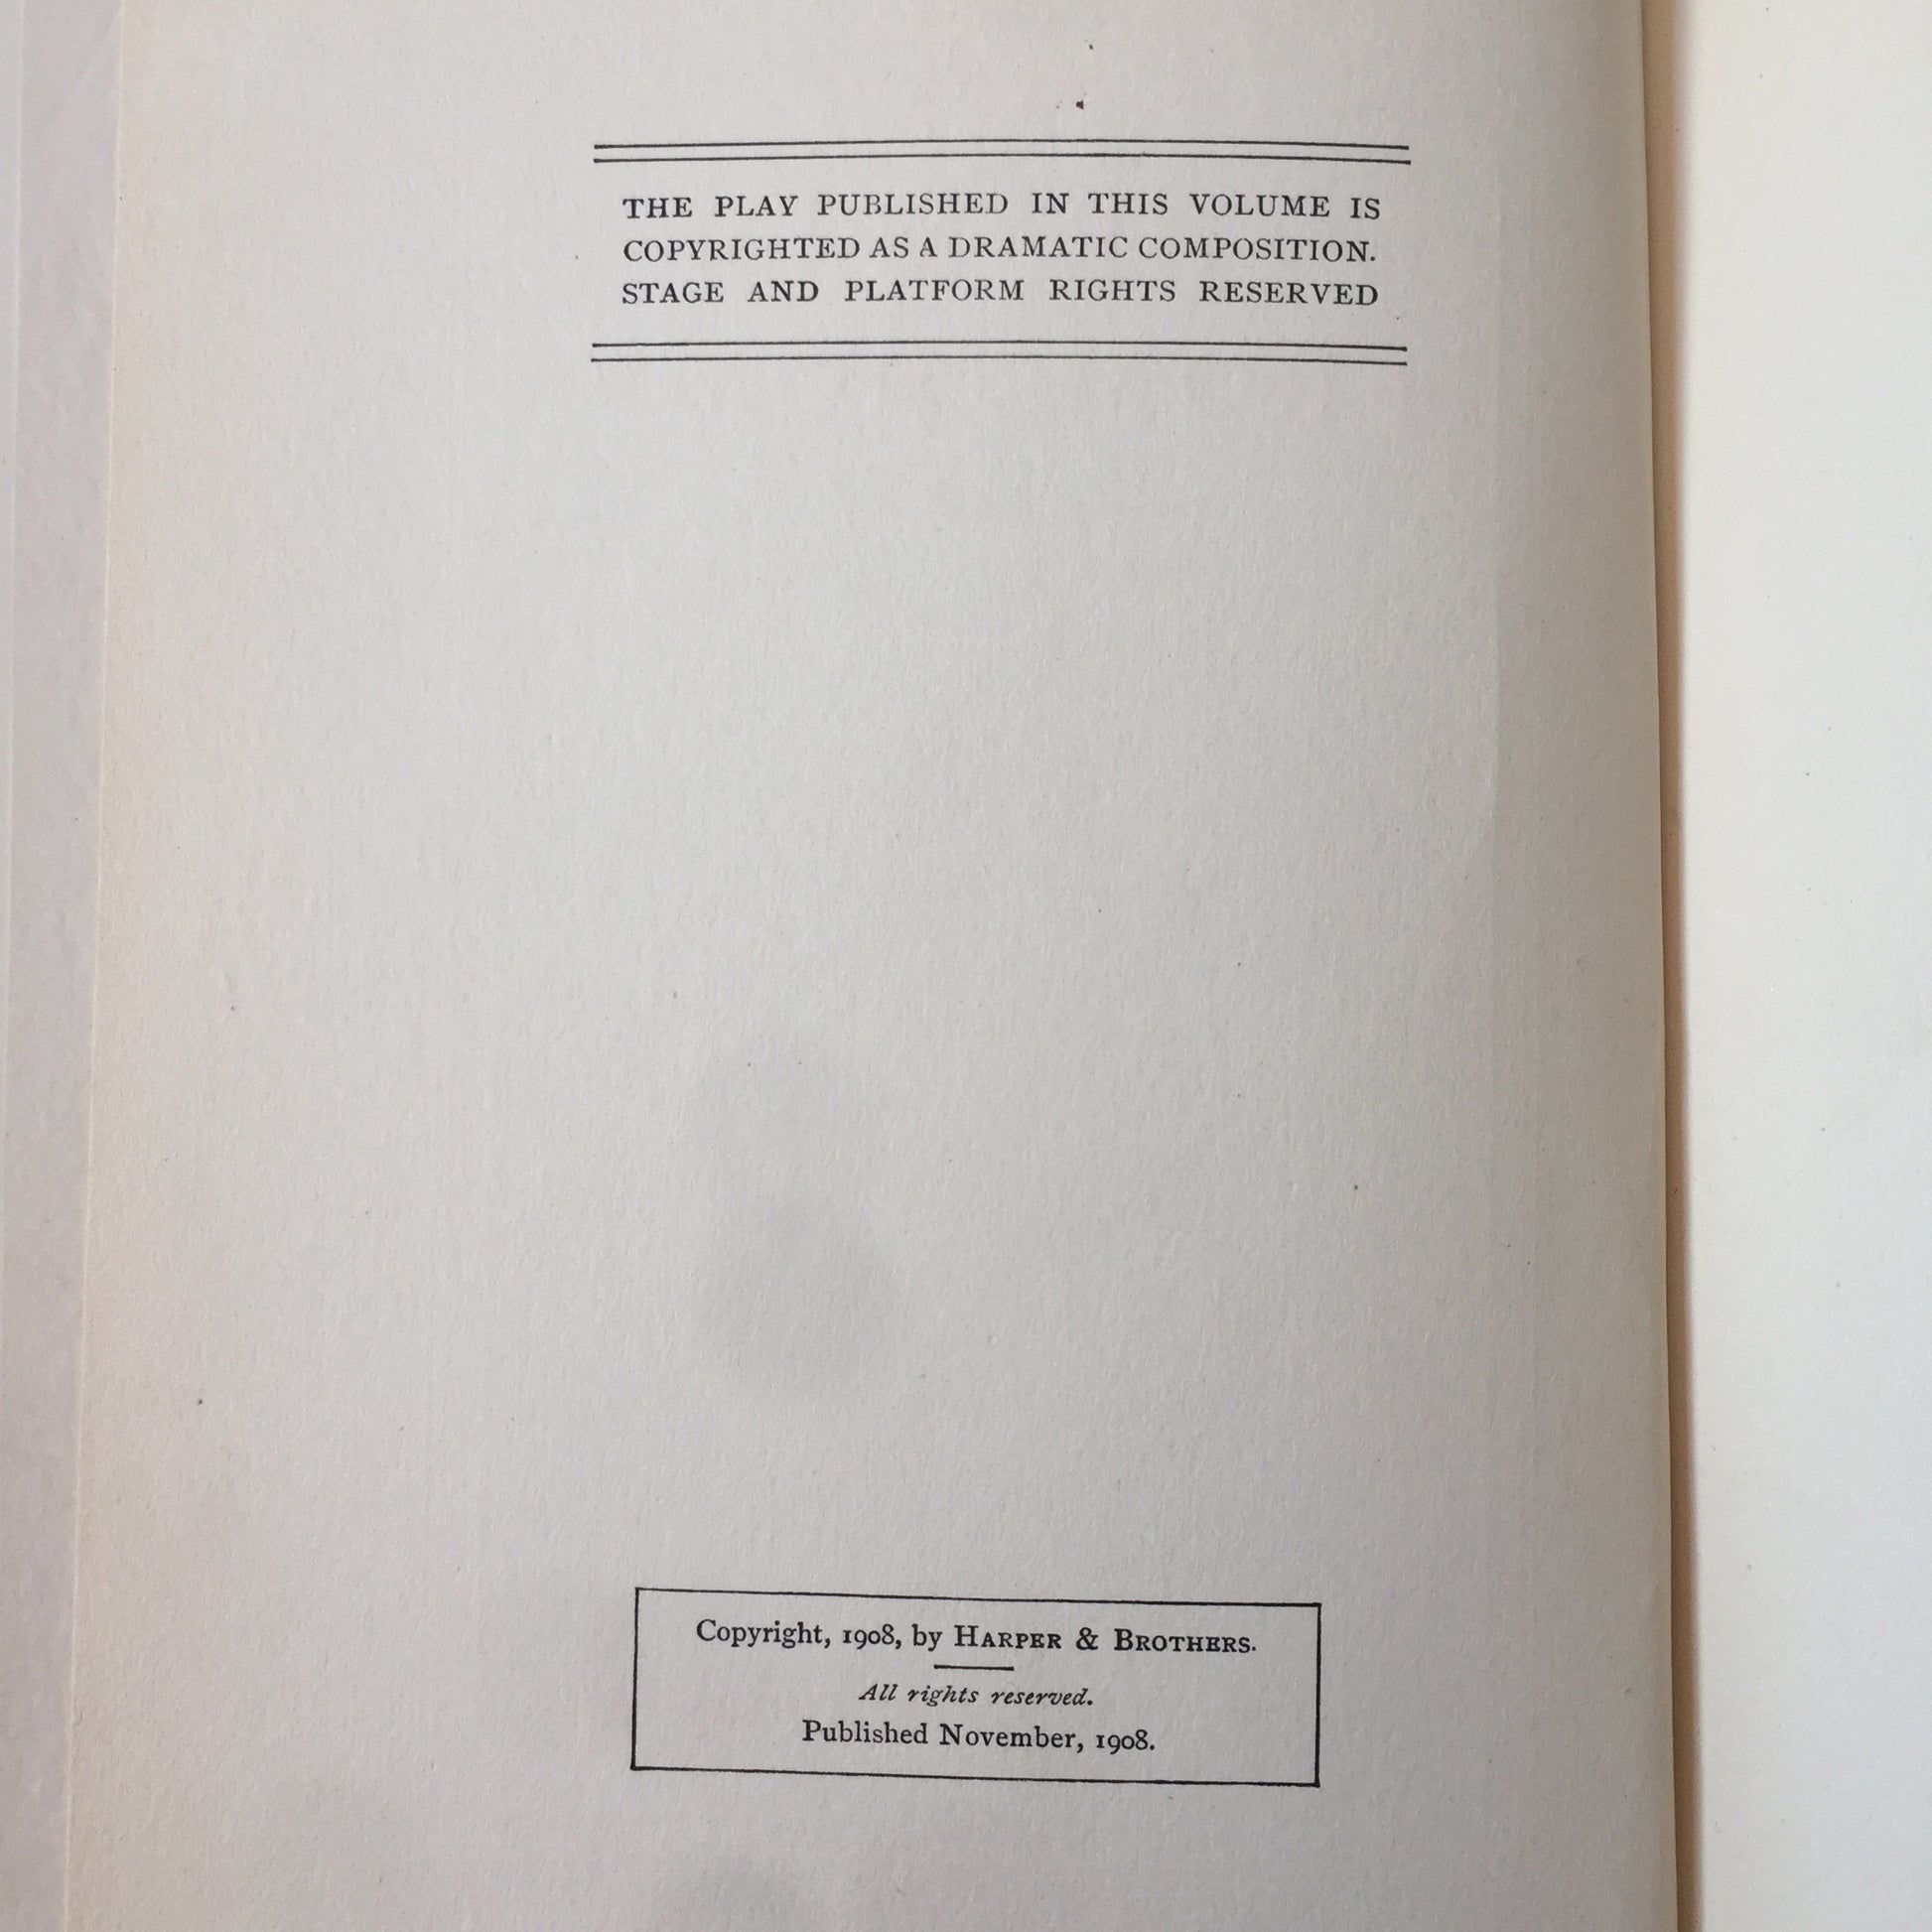 THE PLAY PUBLISHED IN THIS VOLUME IS
COPYRIGHTED AS A DRAMATIC COMPOSITION.
STAGE AND PLATFORM RIGHTS RESERVED
Copyright, 1908, by HARPER & BROTHERS.
All rights reserved.
Published November, 1908.